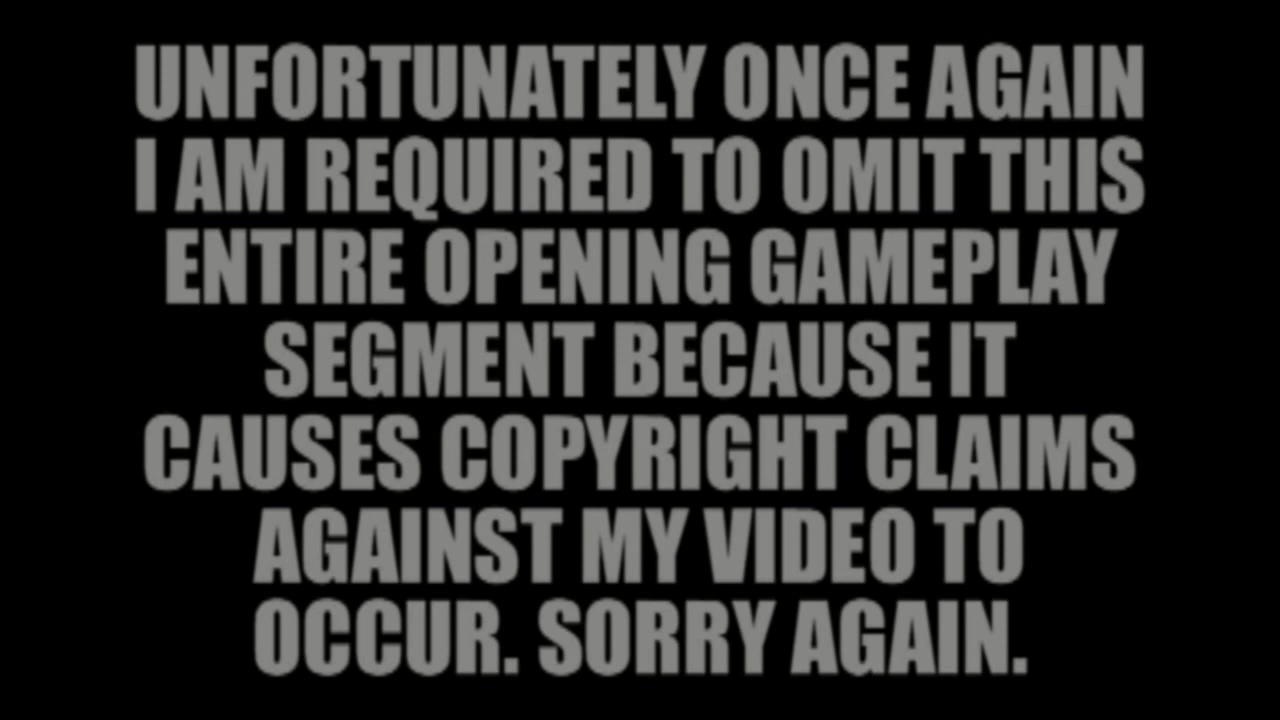 UNFORTUNATELY ONCE AGAIN
I AM REQUIRED TO OMIT THIS
ENTIRE OPENING GAMEPLAY
SEGMENT BECAUSE IT
CAUSES COPYRIGHT CLAIMS
AGAINST MY VIDEO TO
OCCUR. SORRY AGAIN.